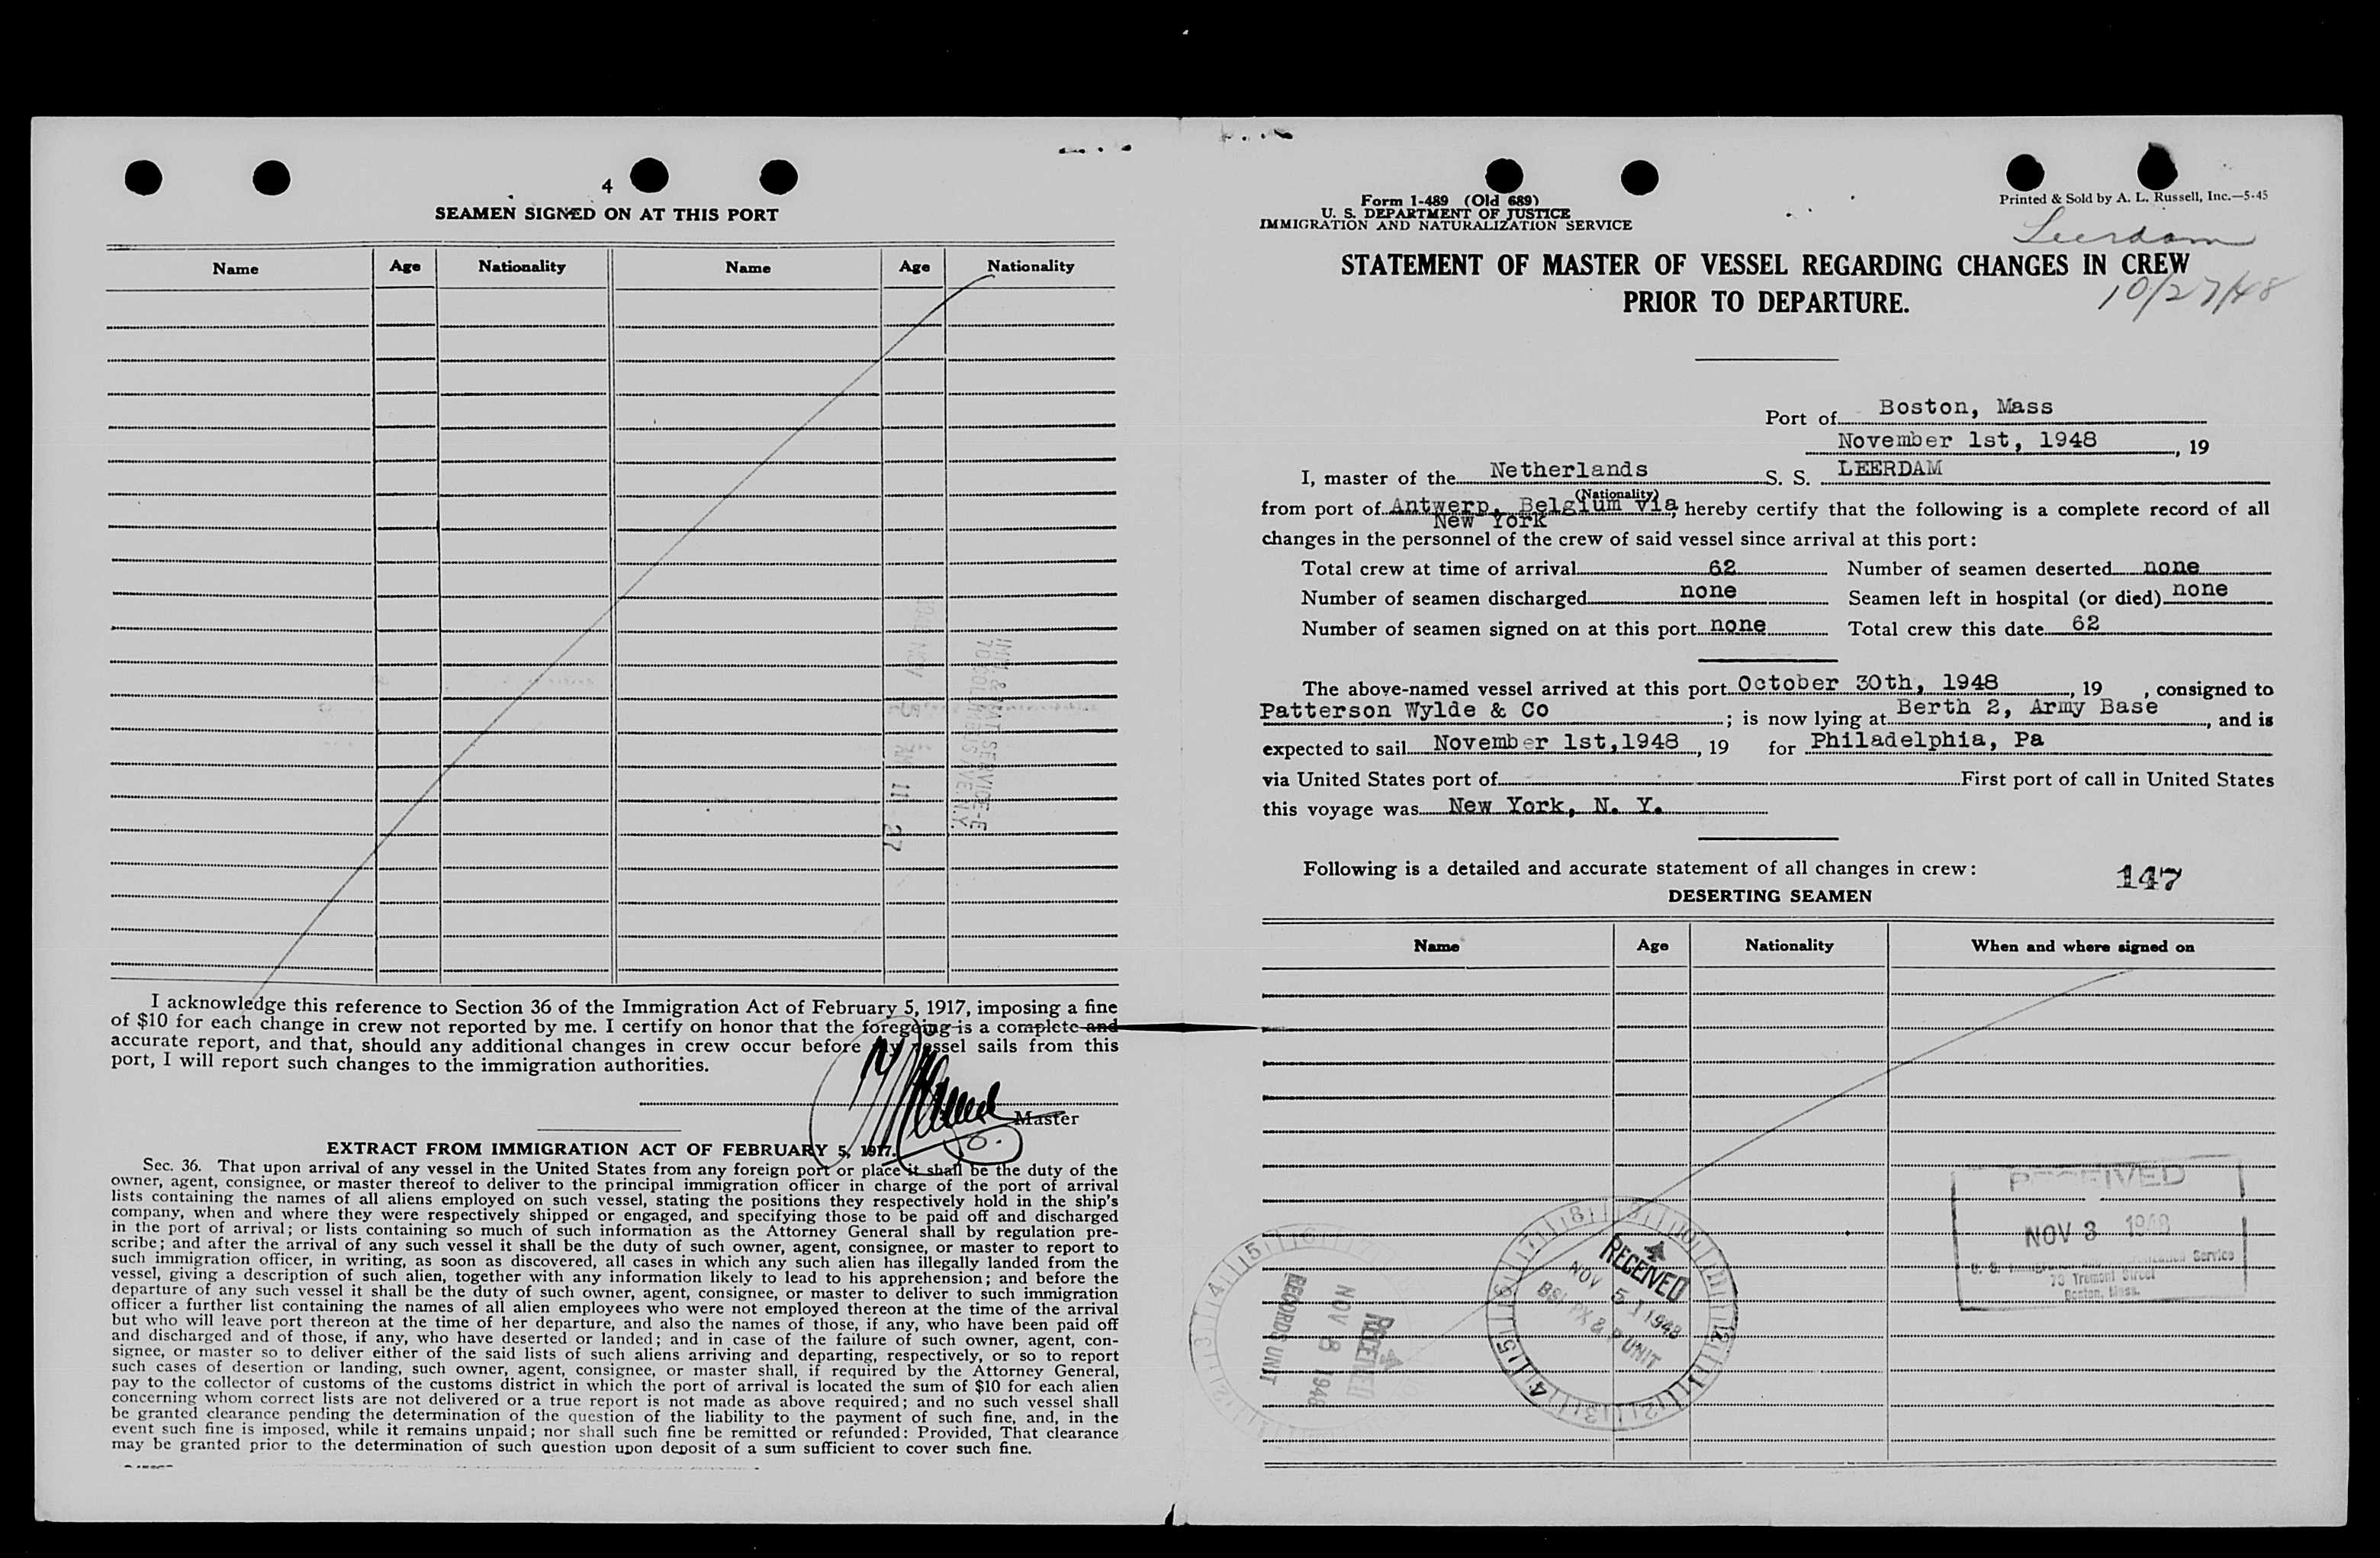 4
SEAMEN SIGNED ON AT THIS PORT
Name Age Nationality Name Age Nationality
I acknowledge this reference to Section 36 of the Immigration Act of February 5, 1917, imposing a fine
of $10 for each change in crew not reported by me. I certify on honor that the foregoing is a complete and
accurate report, and that, should any additional changes in crew occur before my vessel sails from this
port, I will report such changes to the immigration authorities.
Master
EXTRACT FROM IMMIGRATION ACT OF FEBRUARY 5, 1917.
Sec. 36. That upon arrival of any vessel in the United States from any foreign port or place it shall be the duty of the
owner, agent, consignee, or master thereof to deliver to the principal immigration officer in charge of the port of arrival
lists containing the names of all aliens employed on such vessel, stating the positions they respectively hold in the ship's
company, when and where they were respectively shipped or engaged, and specifying those to be paid off and discharged
in the port of arrival; or lists containing so much of such information as the Attorney General shall by regulation pre-
scribe; and after the arrival of any such vessel it shall be the duty of such owner, agent, consignee, or master to report to
such immigration officer, in writing, as soon as discovered, all cases in which any such alien has illegally landed from the
vessel, giving a description of such alien, together with any information likely to lead to his apprehension; and before the
departure of any such vessel it shall be the duty of such owner, agent, consignee, or master to deliver to such immigration
officer a further list containing the names of all alien employees who were not employed thereon at the time of the arrival
but who will leave port thereon at the time of her departure, and also the names of those, if any, who have been paid off
and discharged and of those, if any, who have deserted or landed; and in case of the failure of such owner, agent, con-
signee, or master so to deliver either of the said lists of such aliens arriving and departing, respectively, or so to report
such cases of desertion or landing, such owner, agent, consignee, or master shall, if required by the Attorney General,
pay to the collector of customs of the customs district in which the port of arrival is located the sum of $10 for each alien
concerning whom correct lists are not delivered or a true report is not made as above required; and no such vessel shall
be granted clearance pending the determination of the question of the liability to the payment of such fine, and, in the
event such fine is imposed, while it remains unpaid; nor shall such fine be remitted or refunded: Provided, That clearance
may be granted prior to the determination of such question upon deposit of a sum sufficient to cover such fine.
Form 1-489 (Old 689)
U. S. DEPARTMENT OF JUSTICE
IMMIGRATION AND NATURALIZATION SERVICE
Printed & Sold by A. L. Russell, Inc.—5-45
Leerdam
STATEMENT OF MASTER OF VESSEL REGARDING CHANGES IN CREW
PRIOR TO DEPARTURE.
10/27/48
Port of Boston, Mass
November 1st, 1948, 19
I, master of the Netherlands S. S. LEERDAM
(Nationality)
from port of Antwerp, Belgium via, hereby certify that the following is a complete record of all
New York
changes in the personnel of the crew of said vessel since arrival at this port:
Total crew at time of arrival 62 Number of seamen deserted none
Number of seamen discharged none Seamen left in hospital (or died) none
Number of seamen signed on at this port none Total crew this date 62
The above-named vessel arrived at this port October 30th, 1948, 19 , consigned to
Patterson Wylde & Co ; is now lying at Berth 2, Army Base, and is
expected to sail November 1st,1948, 19 for Philadelphia, Pa
via United States port of First port of call in United States
this voyage was New York, N. Y.
Following is a detailed and accurate statement of all changes in crew:
147
DESERTING SEAMEN
Name Age Nationality When and where signed on
RECEIVED
NOV 3 1948
73 Tremont Street
Boston, Mass.
RECEIVED
NOV 5 1948
RECEIVED
NOV 8 1948
RECORDS UNIT